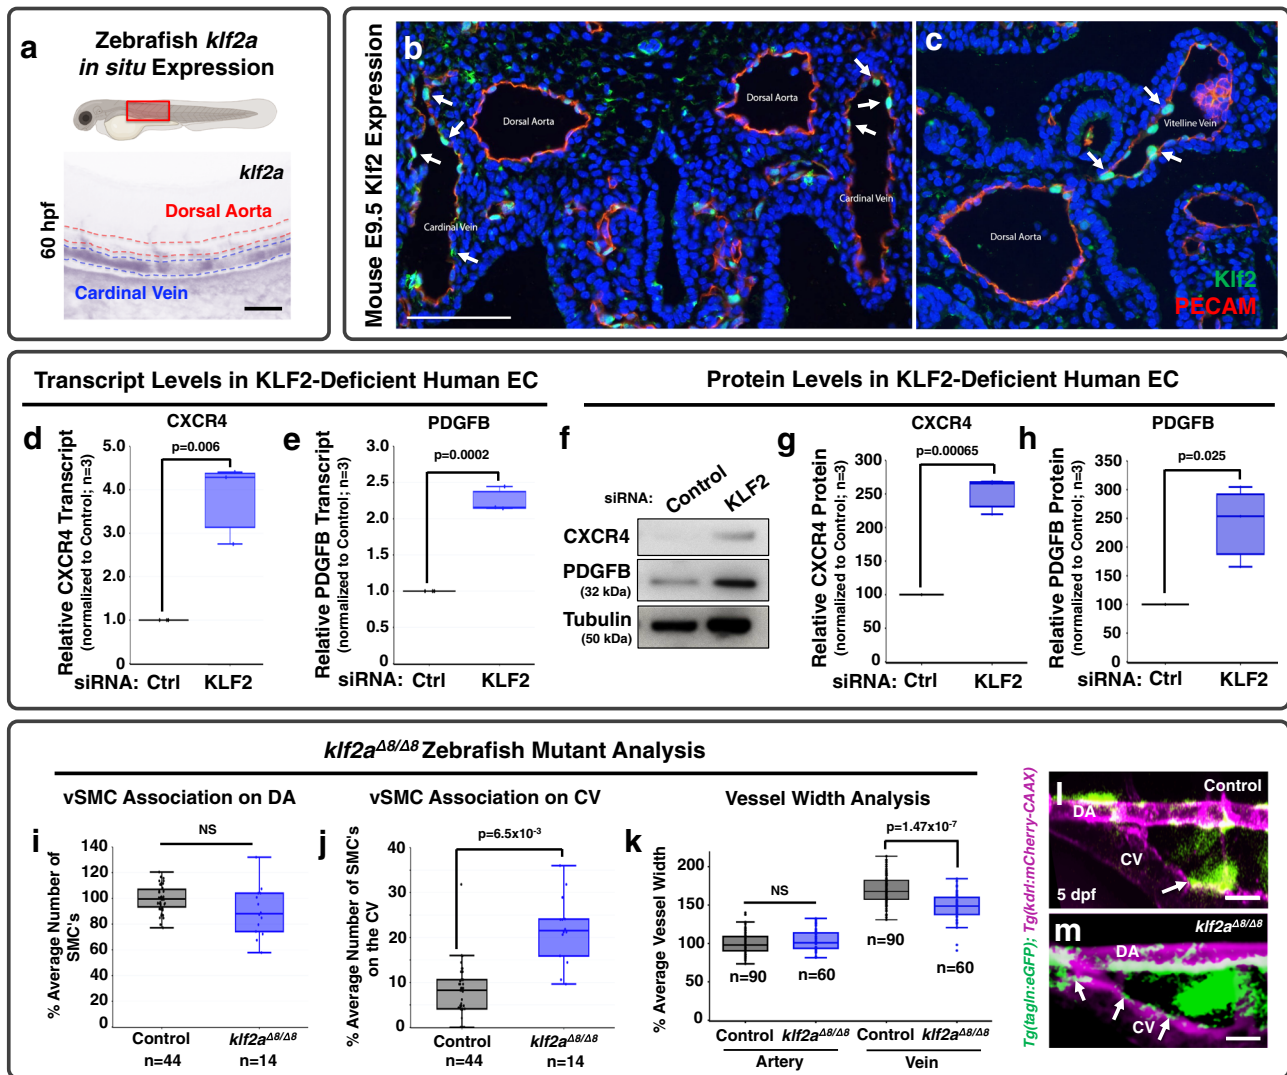 a
Zebrafish klf2a
in situ Expression
klf2a
60 hpf
Dorsal Aorta
Cardinal Vein
Mouse E9.5 Klf2 Expression
b
Dorsal Aorta
Dorsal Aorta
Cardinal Vein
Cardinal Vein
c
Vitelline Vein
Dorsal Aorta
Klf2
PECAM
Transcript Levels in KLF2-Deficient Human EC
d
CXCR4
Relative CXCR4 Transcript
(normalized to Control; n=3)
5.0
4.0
3.0
2.0
1.0
0
p=0.006
siRNA: Ctrl KLF2
e
PDGFB
Relative PDGFB Transcript
(normalized to Control; n=3)
3.0
2.5
2.0
1.5
1.0
0.5
0
p=0.0002
siRNA: Ctrl KLF2
Protein Levels in KLF2-Deficient Human EC
f
siRNA: Control KLF2
CXCR4
PDGFB
(32 kDa)
Tubulin
(50 kDa)
g
CXCR4
Relative CXCR4 Protein
(normalized to Control; n=3)
300
250
200
150
100
50
0
p=0.00065
siRNA: Ctrl KLF2
h
PDGFB
Relative PDGFB Protein
(normalized to Control; n=3)
350
300
250
200
150
100
50
0
p=0.025
siRNA: Ctrl KLF2
klf2aΔ8/Δ8 Zebrafish Mutant Analysis
vSMC Association on DA
i
% Average Number of
SMC's
140
120
100
80
60
40
20
0
NS
Control klf2aΔ8/Δ8
n=44 n=14
vSMC Association on CV
j
% Average Number of SMC's
on the CV
40
30
20
10
0
p=6.5x10-3
Control klf2aΔ8/Δ8
n=44 n=14
Vessel Width Analysis
k
% Average Vessel Width
200
150
100
50
0
NS
p=1.47x10-7
n=90 n=60 n=90 n=60
Control klf2aΔ8/Δ8 Control klf2aΔ8/Δ8
Artery Vein
Tg(tagln:eGFP); Tg(kdrl:mCherry-CAAX)
l
Control
DA
CV
5 dpf
m
klf2aΔ8/Δ8
DA
CV